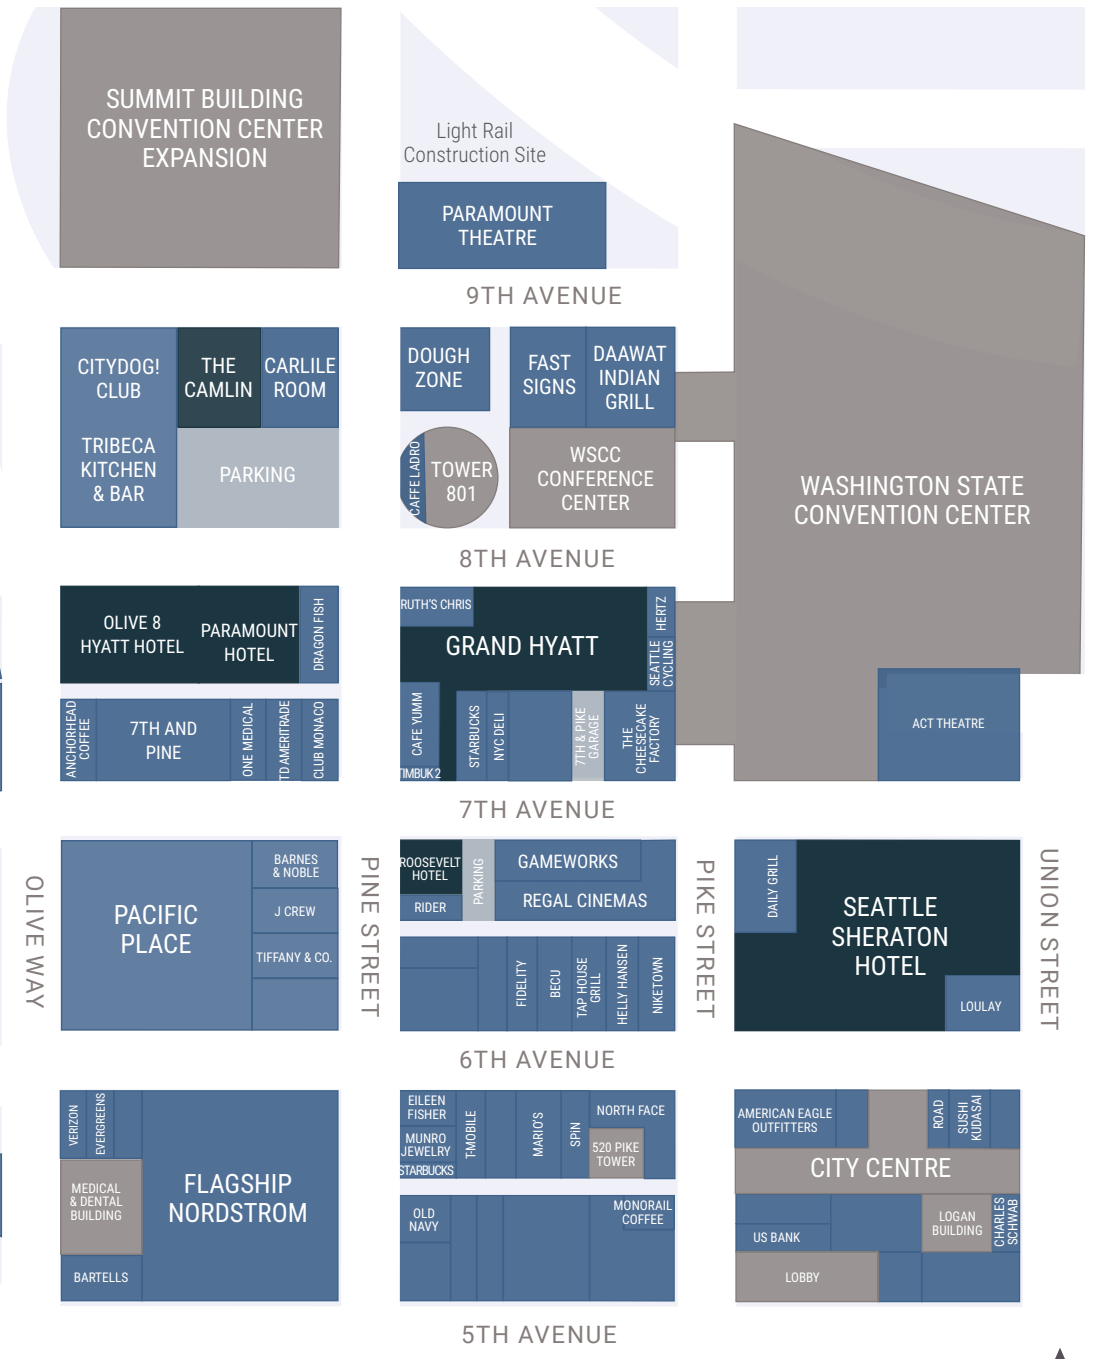 SUMMIT BUILDING
CONVENTION CENTER
EXPANSION
Light Rail
Construction Site
PARAMOUNT
THEATRE
9TH AVENUE
CITYDOG!
CLUB
TRIBECA
KITCHEN
& BAR
THE
CAMLIN
CARLILE
ROOM
PARKING
DOUGH
ZONE
FAST
SIGNS
DAAWAT
INDIAN
GRILL
CAFFE LADRO
TOWER
801
WSCC
CONFERENCE
CENTER
WASHINGTON STATE
CONVENTION CENTER
8TH AVENUE
OLIVE 8
HYATT HOTEL
PARAMOUNT
HOTEL
DRAGON FISH
ANCHORHEAD
COFFEE
7TH AND
PINE
ONE MEDICAL
TD AMERITRADE
CLUB MONACO
RUTH'S CHRIS
GRAND HYATT
HERTZ
SEATTLE
CYCLING
CAFE YUMM
TIMBUK 2
STARBUCKS
NYC DELI
7TH & PIKE
GARAGE
THE
CHEESECAKE
FACTORY
ACT THEATRE
7TH AVENUE
OLIVE WAY
PACIFIC
PLACE
BARNES
& NOBLE
J CREW
TIFFANY & CO.
PINE STREET
ROOSEVELT
HOTEL
RIDER
PARKING
GAMEWORKS
REGAL CINEMAS
FIDELITY
BECU
TAP HOUSE
GRILL
HELLY HANSEN
NIKETOWN
PIKE STREET
DAILY GRILL
SEATTLE
SHERATON
HOTEL
LOULAY
UNION STREET
6TH AVENUE
VERIZON
EVERGREENS
MEDICAL
& DENTAL
BUILDING
BARTELLS
FLAGSHIP
NORDSTROM
EILEEN
FISHER
MUNRO
JEWELRY
STARBUCKS
T-MOBILE
MARIO'S
SPiN
NORTH FACE
520 PIKE
TOWER
OLD
NAVY
MONORAIL
COFFEE
AMERICAN EAGLE
OUTFITTERS
ROAD
SUSHI
KUDASAI
CITY CENTRE
US BANK
LOGAN
BUILDING
CHARLES
SCHWAB
LOBBY
5TH AVENUE